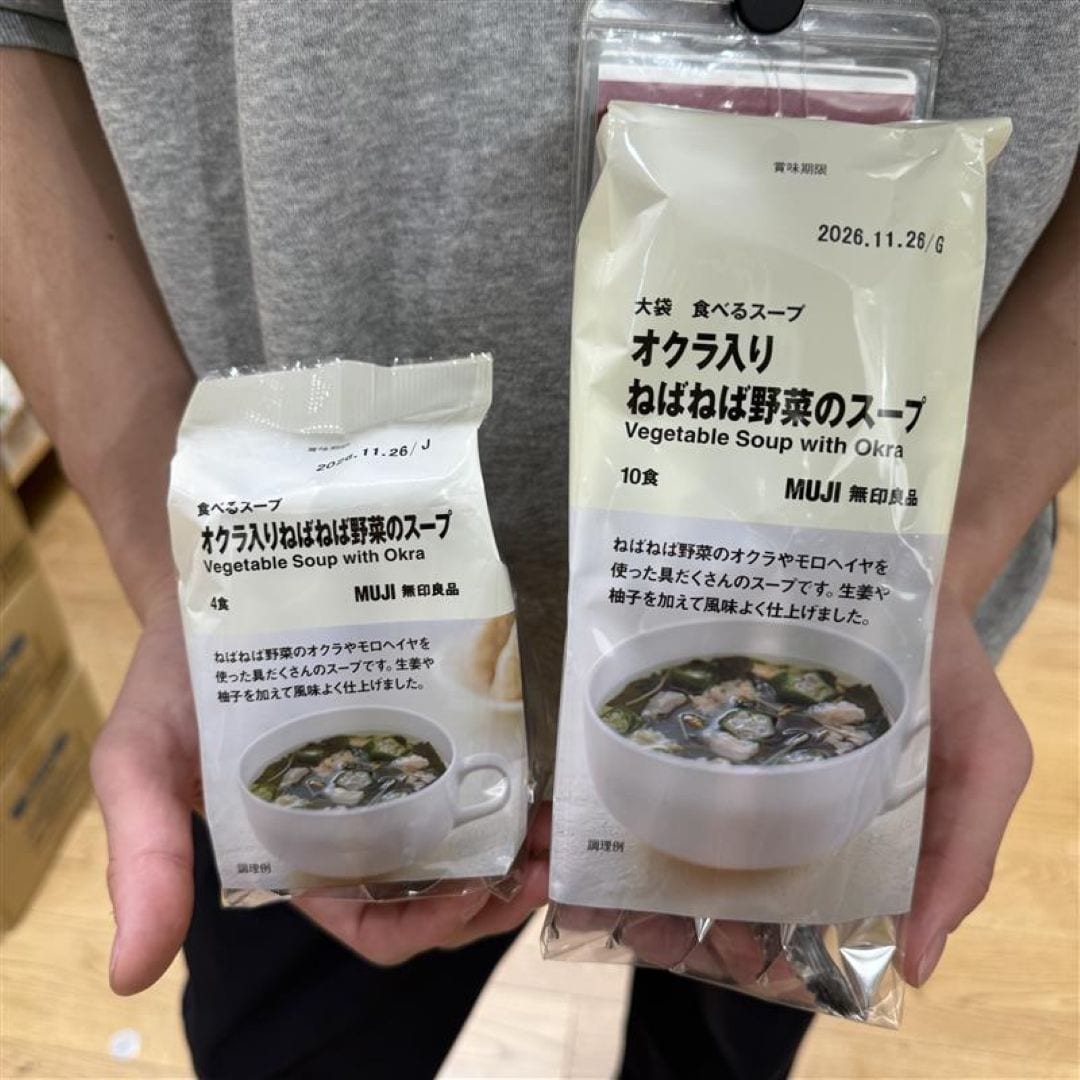 賞味期限
2026.11.26/J
食べるスープ
オクラ入りねばねば野菜のスープ
Vegetable Soup with Okra
4食
MUJI 無印良品
ねばねば野菜のオクラやモロヘイヤを
使った具だくさんのスープです。生姜や
柚子を加えて風味よく仕上げました。
調理例
賞味期限
2026.11.26/G
大袋 食べるスープ
オクラ入り
ねばねば野菜のスープ
Vegetable Soup with Okra
10食
MUJI 無印良品
ねばねば野菜のオクラやモロヘイヤを
使った具だくさんのスープです。生姜や
柚子を加えて風味よく仕上げました。
調理例